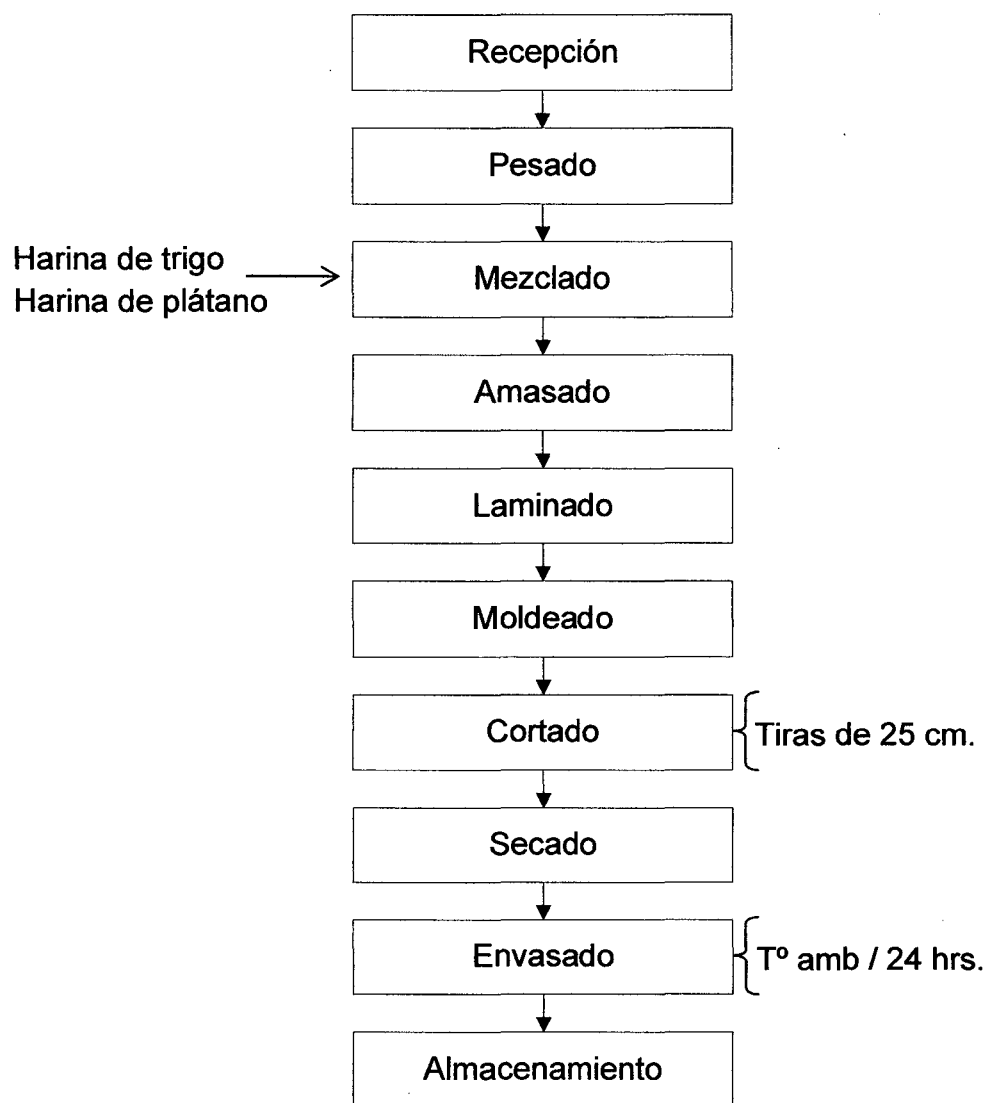 Recepción
Pesado
Harina de trigo
Harina de plátano
Mezclado
Amasado
Laminado
Moldeado
Cortado
Tiras de 25 cm.
Secado
Envasado
Tº amb / 24 hrs.
Almacenamiento